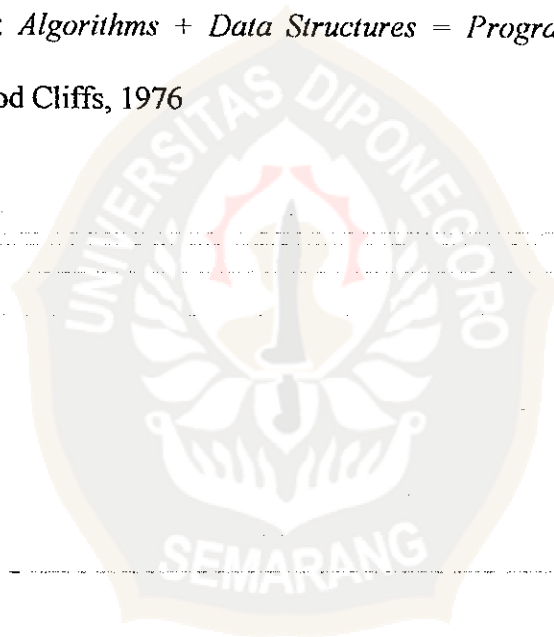 : Algorithms + Data Structures = Progra
od Cliffs, 1976
UNIVERSITAS DIPONEGORO
SEMARANG